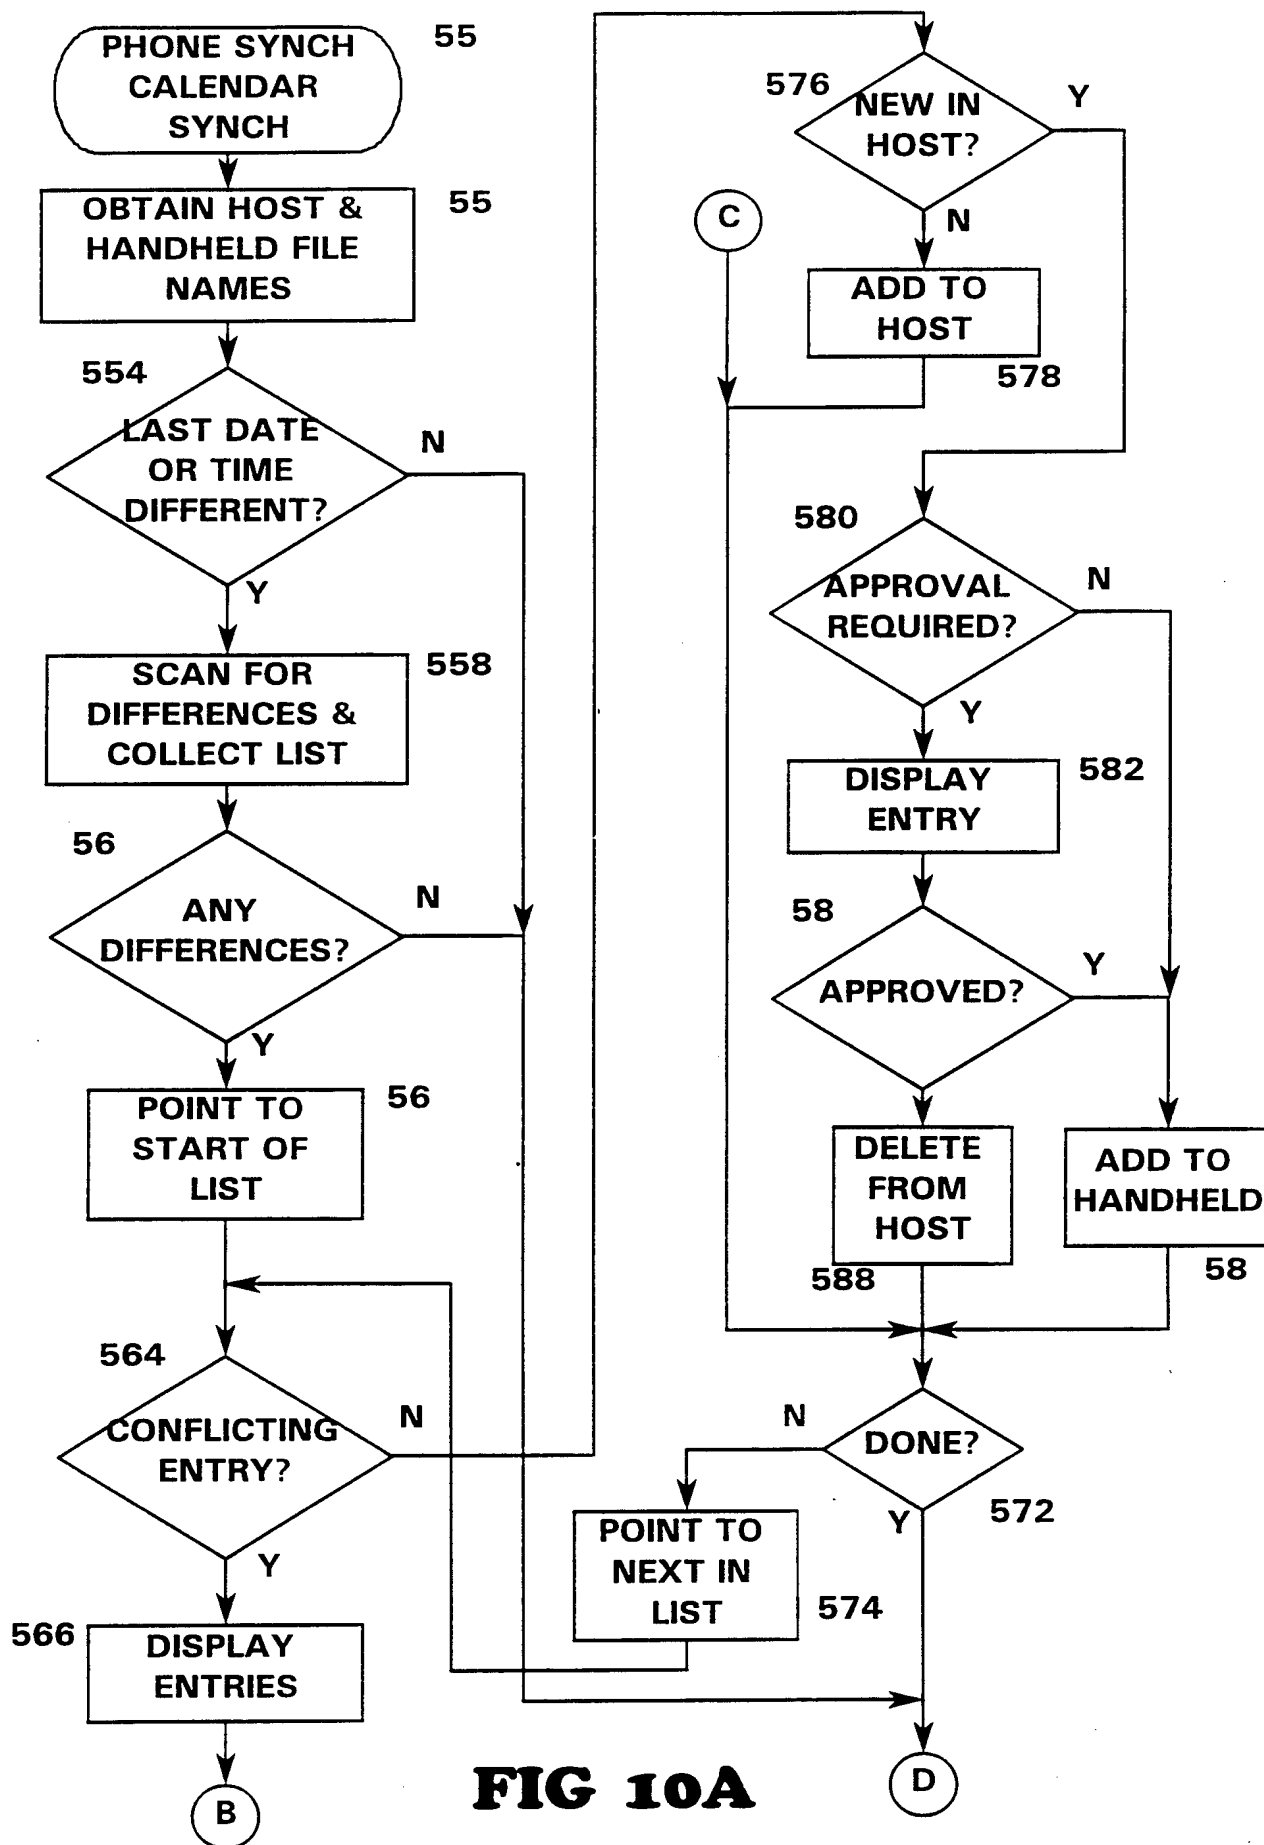 PHONE SYNCH
CALENDAR
SYNCH
55
OBTAIN HOST &
HANDHELD FILE
NAMES
55
554
LAST DATE
OR TIME
DIFFERENT?
N
Y
SCAN FOR
DIFFERENCES &
COLLECT LIST
558
56
ANY
DIFFERENCES?
N
Y
POINT TO
START OF
LIST
56
564
CONFLICTING
ENTRY?
N
Y
566
DISPLAY
ENTRIES
B
576
NEW IN
HOST?
Y
N
C
ADD TO
HOST
578
580
APPROVAL
REQUIRED?
N
Y
DISPLAY
ENTRY
582
58
APPROVED?
Y
DELETE
FROM
HOST
588
ADD TO
HANDHELD
58
DONE?
N
Y
572
POINT TO
NEXT IN
LIST
574
D
FIG 10A